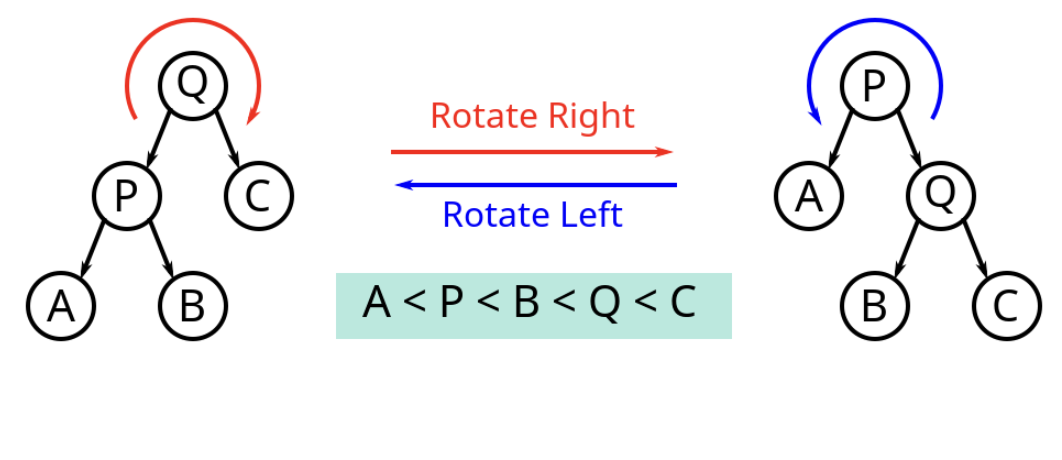 Q
P
C
A
B
Rotate Right
Rotate Left
A < P < B < Q < C
P
A
Q
B
C